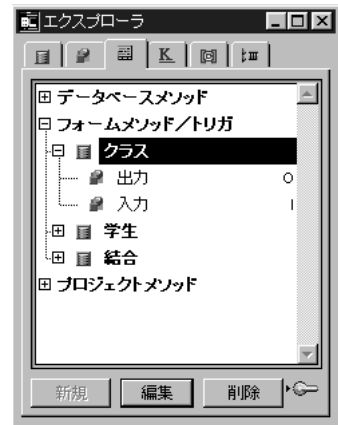 エクスプローラ
K
データベースメソッド
フォームメソッド／トリガ
クラス
出力 O
入力 I
学生
結合
プロジェクトメソッド
新規 編集 削除